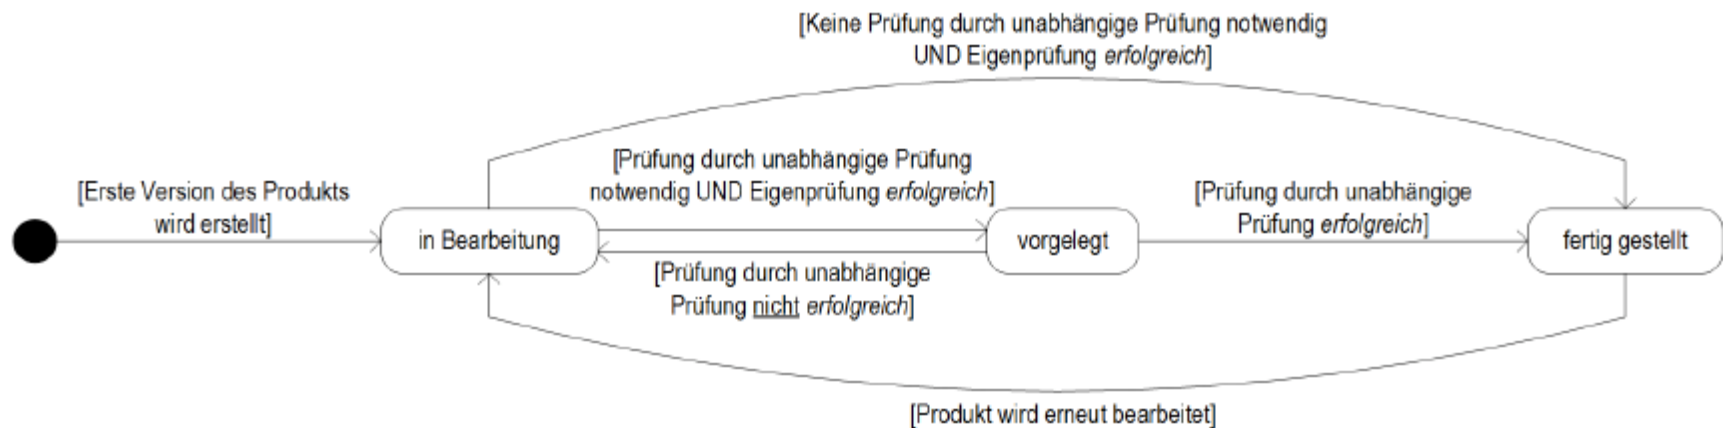 [Keine Prüfung durch unabhängige Prüfung notwendig
UND Eigenprüfung erfolgreich]
[Prüfung durch unabhängige Prüfung
notwendig UND Eigenprüfung erfolgreich]
[Erste Version des Produkts
wird erstellt]
[Prüfung durch unabhängige
Prüfung erfolgreich]
in Bearbeitung
vorgelegt
fertig gestellt
[Prüfung durch unabhängige
Prüfung nicht erfolgreich]
[Produkt wird erneut bearbeitet]